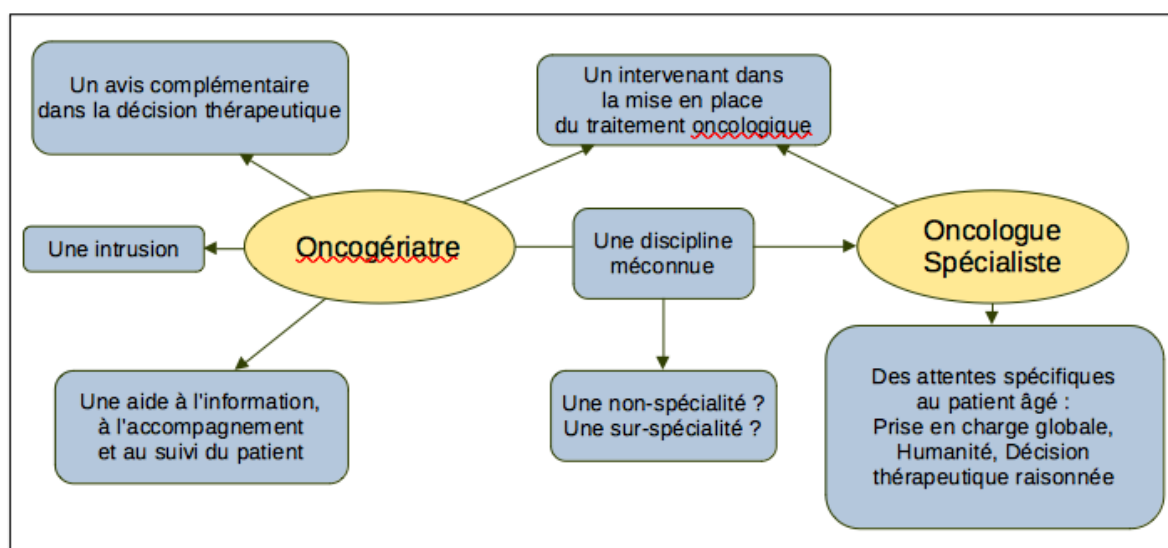 Un avis complémentaire
dans la décision thérapeutique
Un intervenant dans
la mise en place
du traitement oncologique
Une intrusion
Oncogériatre
Une discipline
méconnue
Oncologue
Spécialiste
Une aide à l'information,
à l'accompagnement
et au suivi du patient
Une non-spécialité ?
Une sur-spécialité ?
Des attentes spécifiques
au patient âgé :
Prise en charge globale,
Humanité, Décision
thérapeutique raisonnée